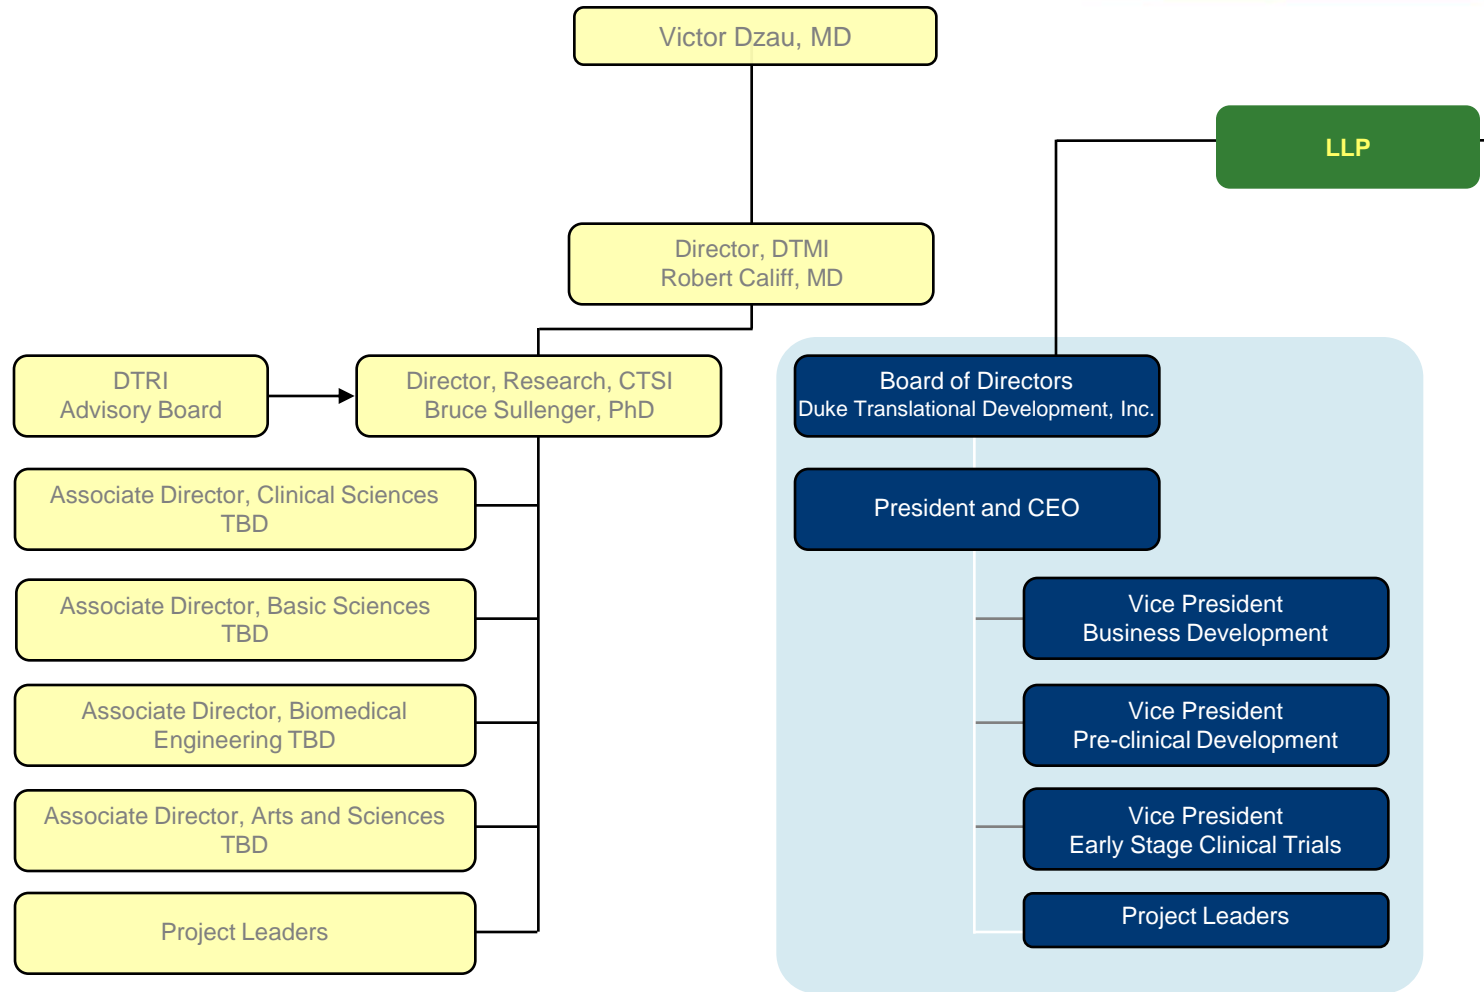 Victor Dzau, MD
LLP
Director, DTMI
Robert Califf, MD
DTRI
Advisory Board
Director, Research, CTSI
Bruce Sullenger, PhD
Board of Directors
Duke Translational Development, Inc.
Associate Director, Clinical Sciences
TBD
President and CEO
Associate Director, Basic Sciences
TBD
Vice President
Business Development
Associate Director, Biomedical
Engineering TBD
Vice President
Pre-clinical Development
Associate Director, Arts and Sciences
TBD
Vice President
Early Stage Clinical Trials
Project Leaders
Project Leaders